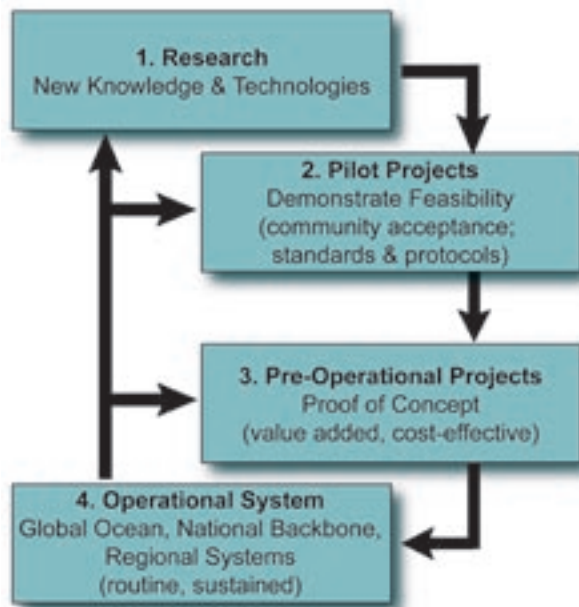 1. Research
New Knowledge & Technologies
2. Pilot Projects
Demonstrate Feasibility
(community acceptance;
standards & protocols)
3. Pre-Operational Projects
Proof of Concept
(value added, cost-effective)
4. Operational System
Global Ocean, National Backbone,
Regional Systems
(routine, sustained)